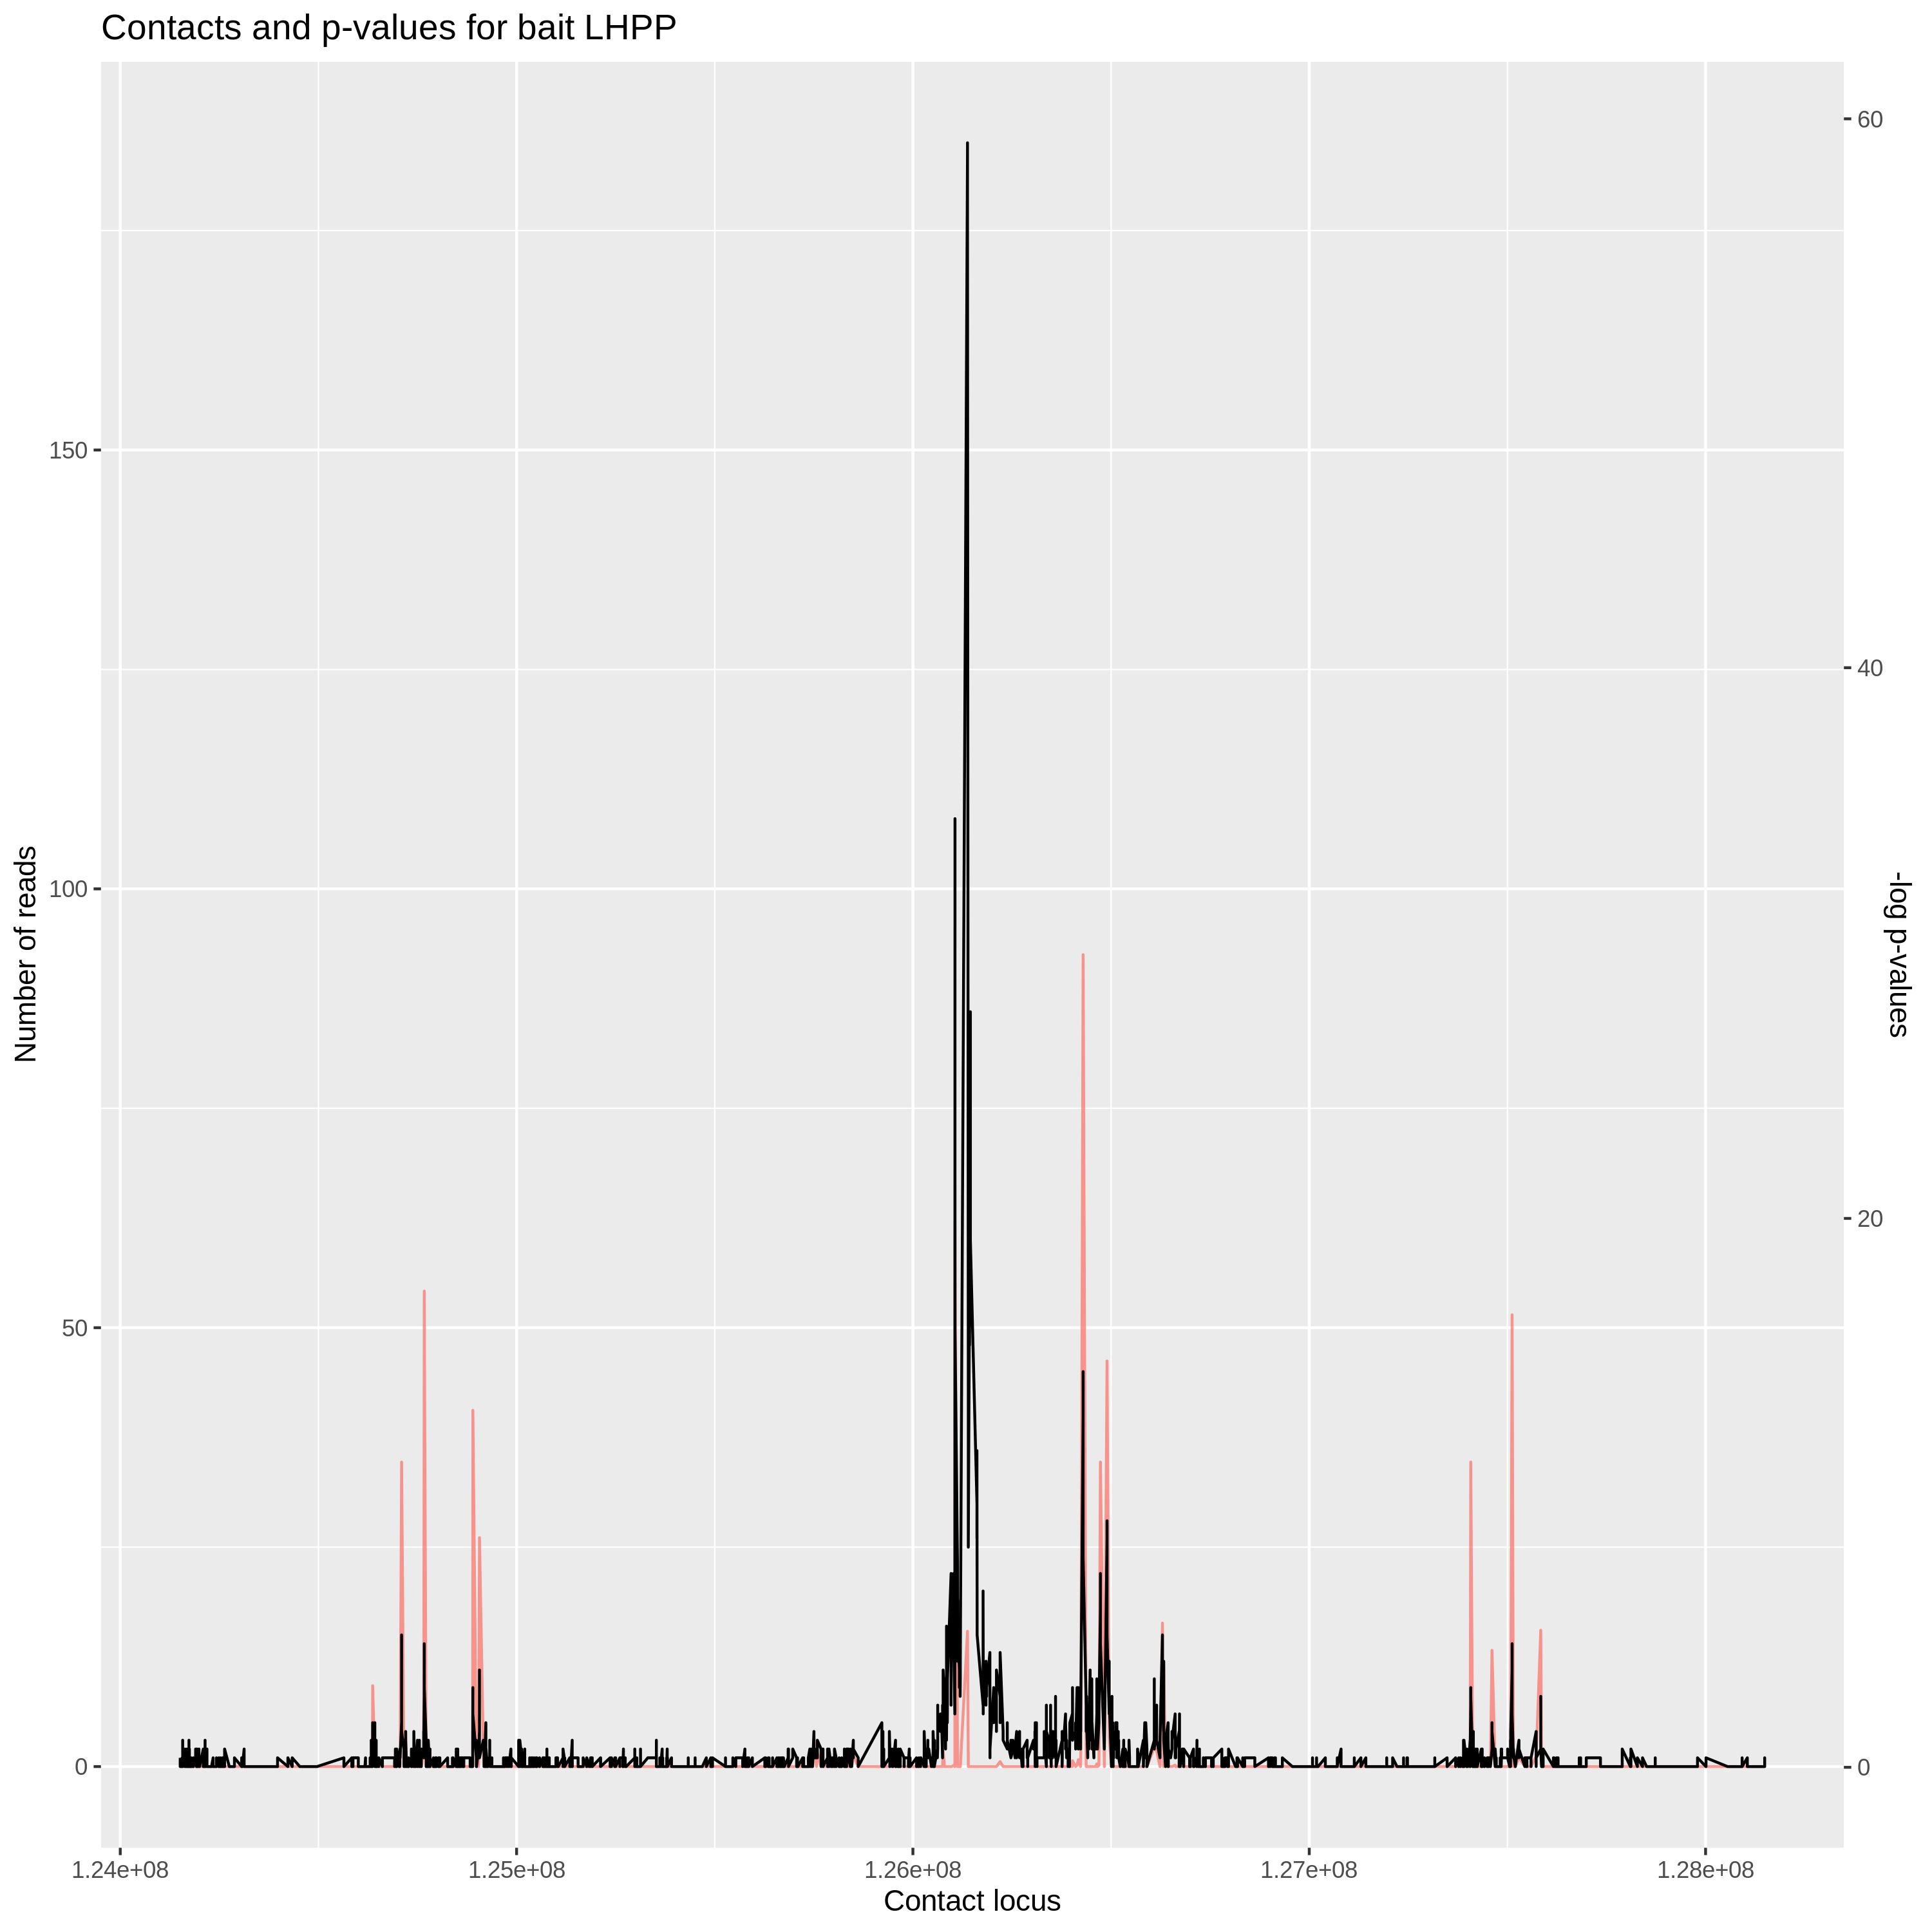 Contacts and p-values for bait LHPP
60
150
40
100
Number of reads
-log p-values
20
50
0
0
1.24e+08 1.25e+08 1.26e+08 1.27e+08 1.28e+08
Contact locus